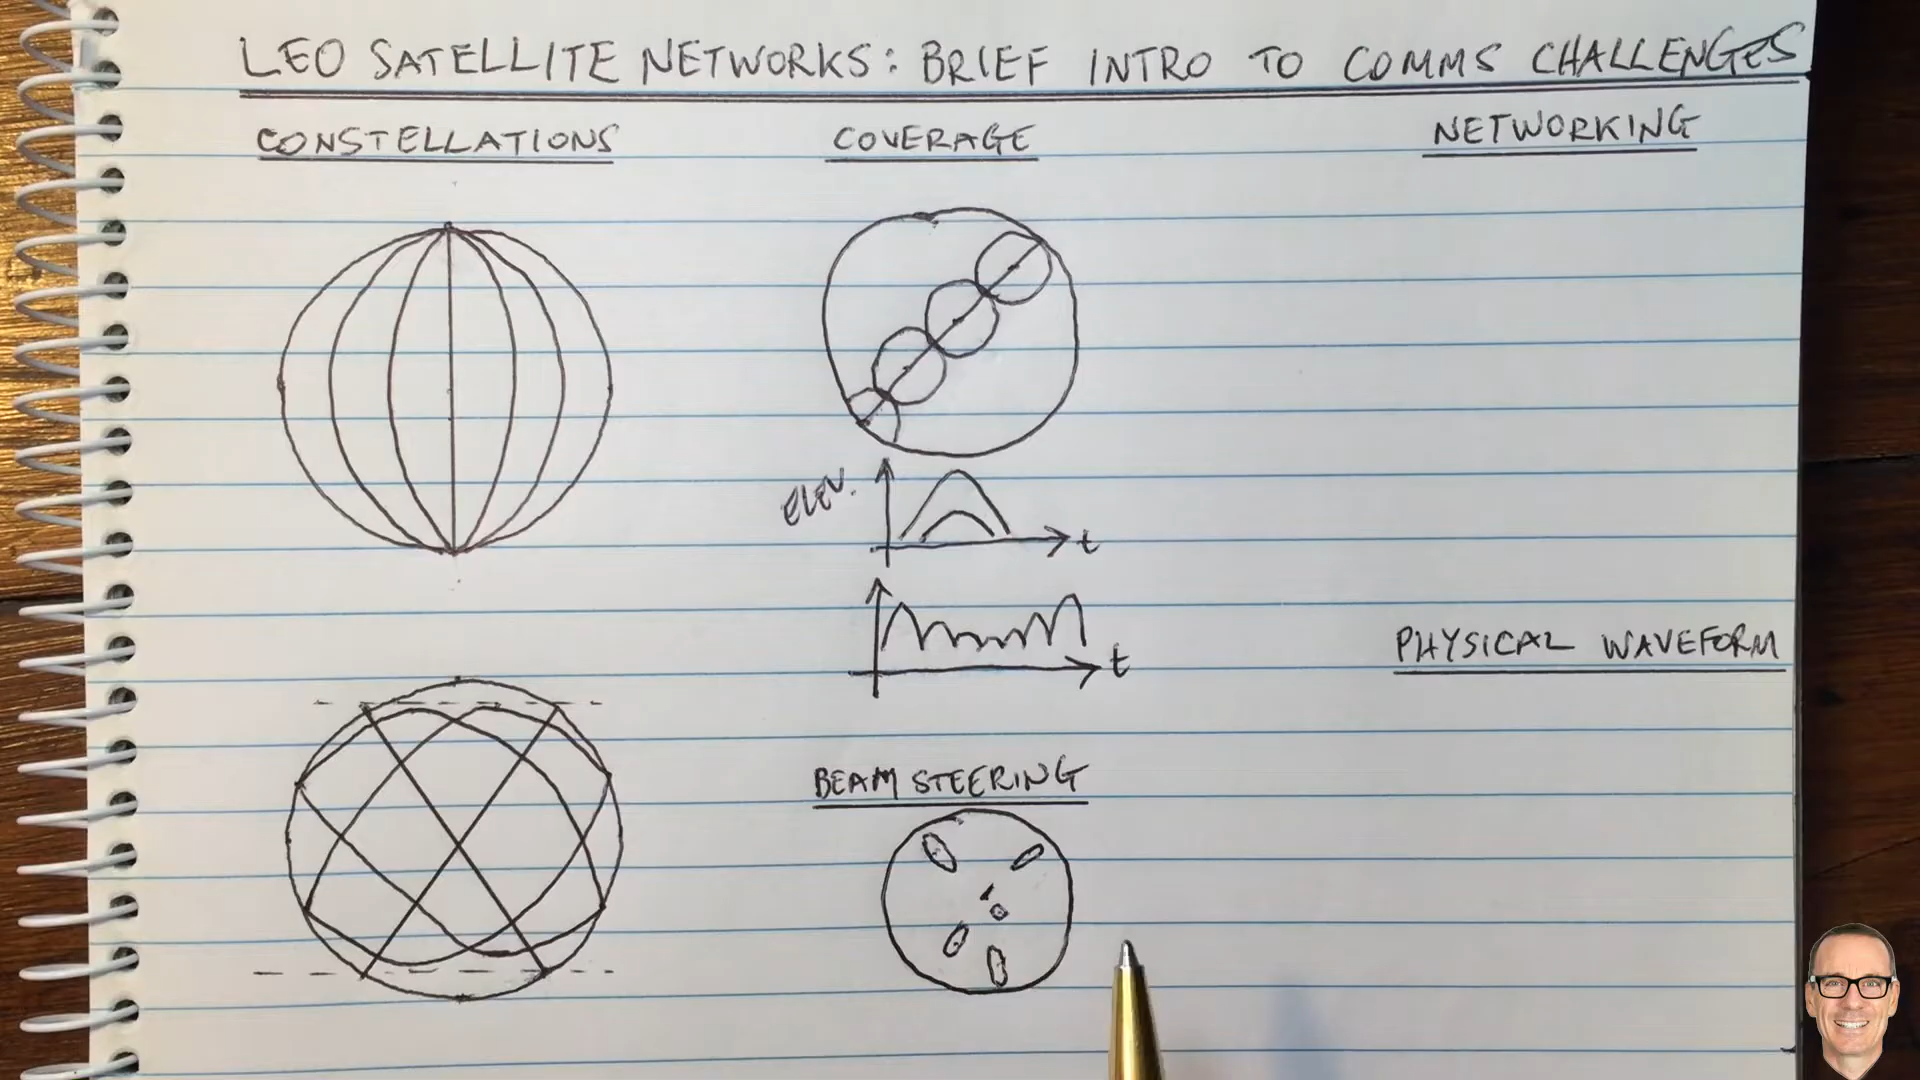 LEO SATELLITE NETWORKS: BRIEF INTRO TO COMMS CHALLENGES
CONSTELLATIONS
COVERAGE
ELEV.
t
t
BEAM STEERING
NETWORKING
PHYSICAL WAVEFORM